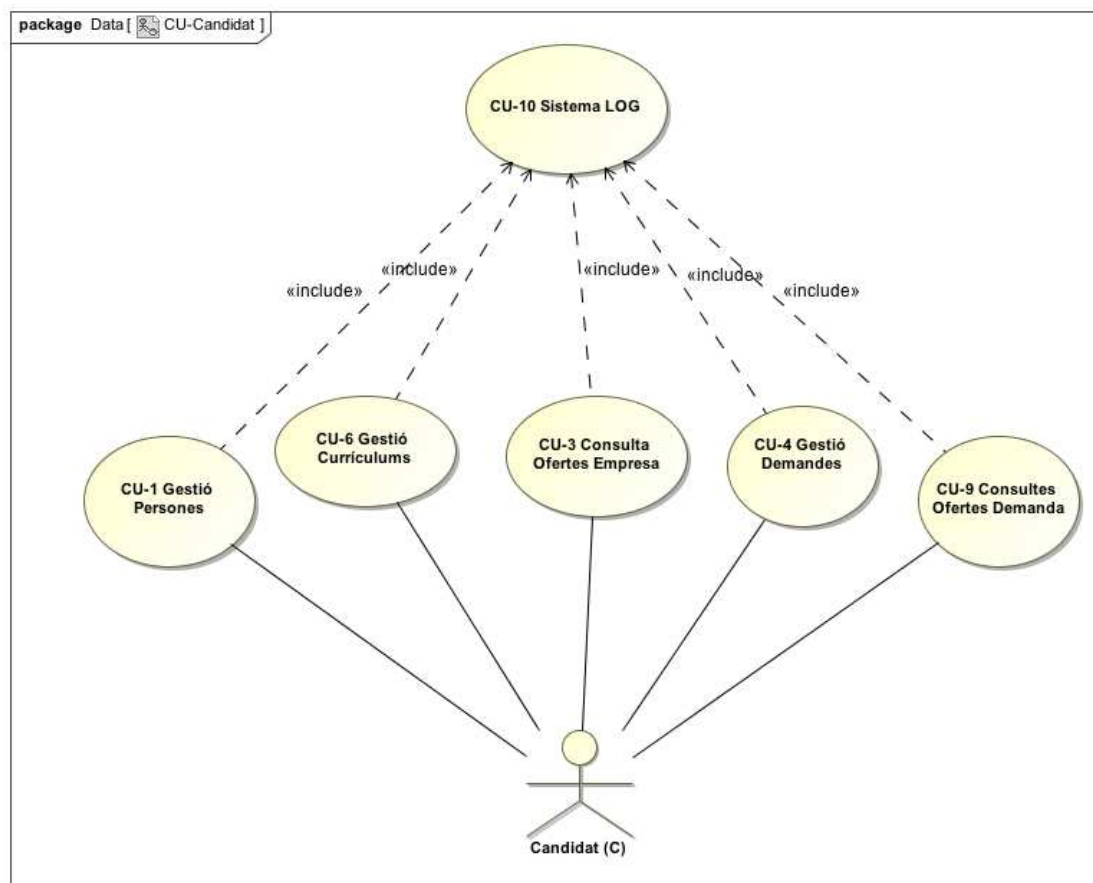 package Data [ CU-Candidat ]
CU-10 Sistema LOG
«include»
«include»
«include»
«include»
«include»
CU-1 Gestió
Persones
CU-6 Gestió
Currículums
CU-3 Consulta
Ofertes Empresa
CU-4 Gestió
Demandes
CU-9 Consultes
Ofertes Demanda
Candidat (C)